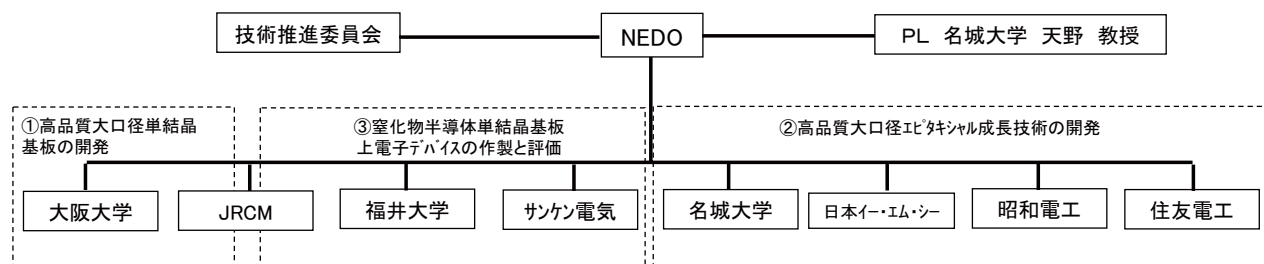 技術推進委員会
NEDO
PL 名城大学 天野 教授
①高品質大口径単結晶
基板の開発
③窒化物半導体単結晶基板
上電子ﾃﾞﾊﾞｲｽの作製と評価
②高品質大口径ｴﾋﾟﾀｷｼｬﾙ成長技術の開発
大阪大学
JRCM
福井大学
サンケン電気
名城大学
日本イー・エム・シー
昭和電工
住友電工